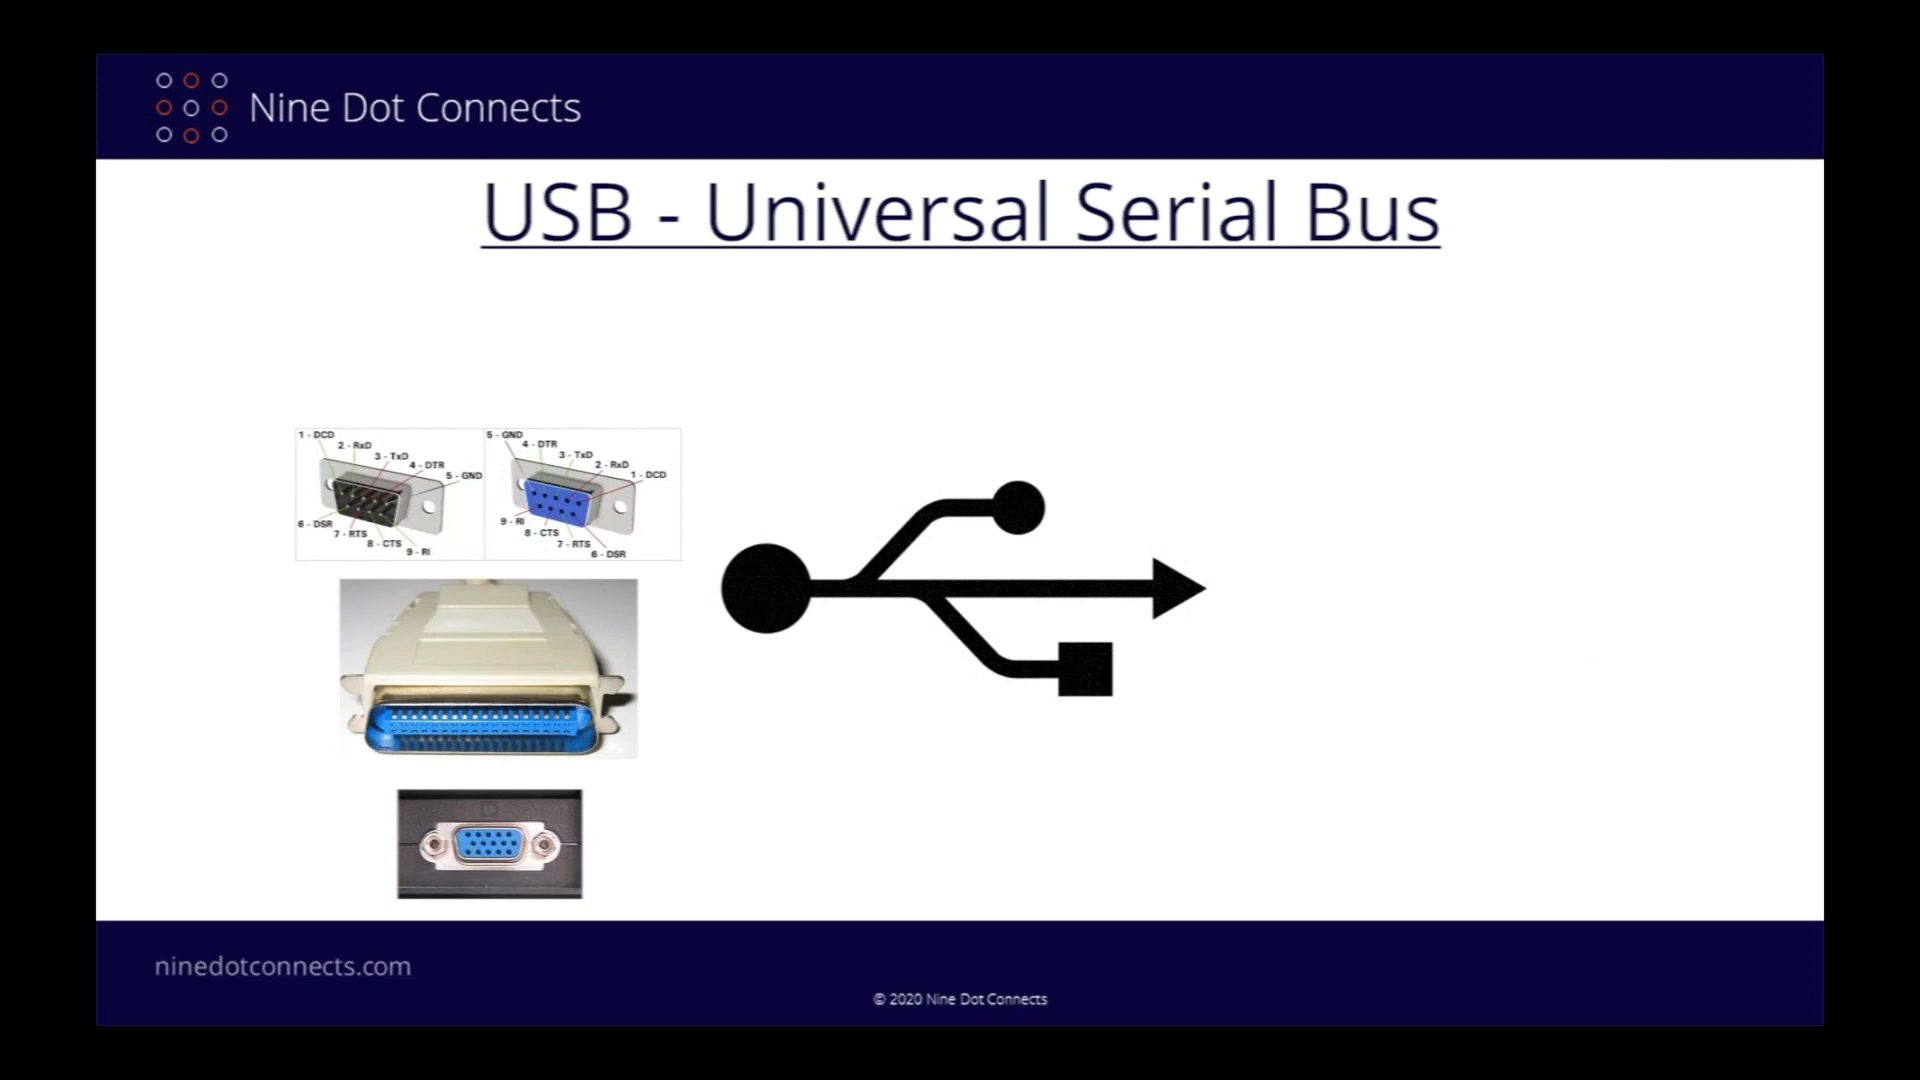 Nine Dot Connects
USB - Universal Serial Bus
1 - DCD
2 - RxD
3 - TxD
4 - DTR
5 - GND
6 - DSR
7 - RTS
8 - CTS
9 - RI
5 - GND
4 - DTR
3 - TxD
2 - RxD
1 - DCD
9 - RI
8 - CTS
7 - RTS
6 - DSR
ninedotconnects.com
© 2020 Nine Dot Connects